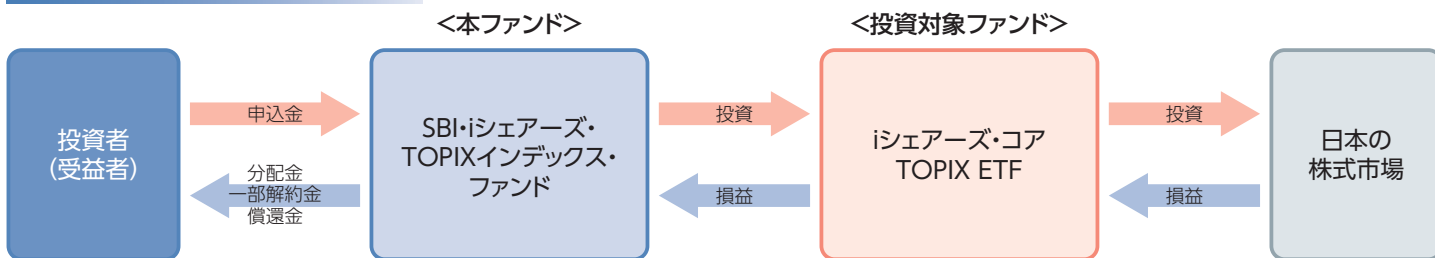 <本ファンド>
<投資対象ファンド>
投資者
(受益者)
申込金
分配金
一部解約金
償還金
SBI・iシェアーズ・
TOPIXインデックス・
ファンド
投資
損益
iシェアーズ・コア
TOPIX ETF
投資
損益
日本の
株式市場